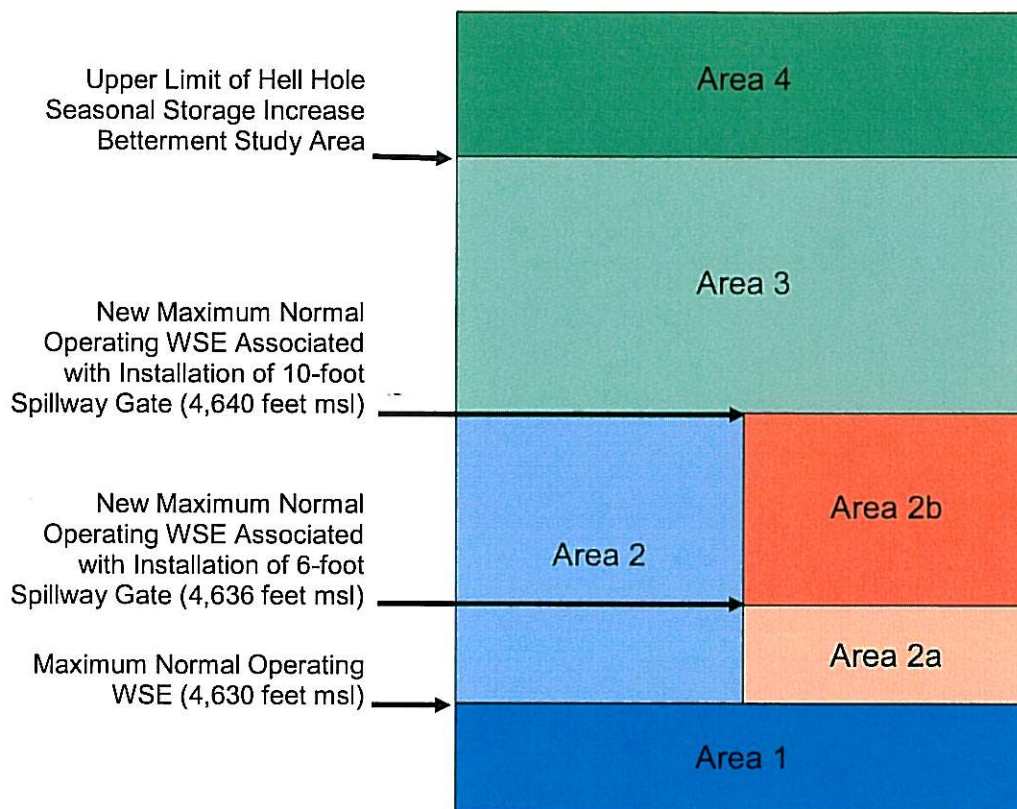 Upper Limit of Hell Hole
Seasonal Storage Increase
Betterment Study Area
Area 4
Area 3
New Maximum Normal
Operating WSE Associated
with Installation of 10-foot
Spillway Gate (4,640 feet msl)
New Maximum Normal
Operating WSE Associated
with Installation of 6-foot
Spillway Gate (4,636 feet msl)
Area 2
Area 2b
Area 2a
Maximum Normal Operating
WSE (4,630 feet msl)
Area 1